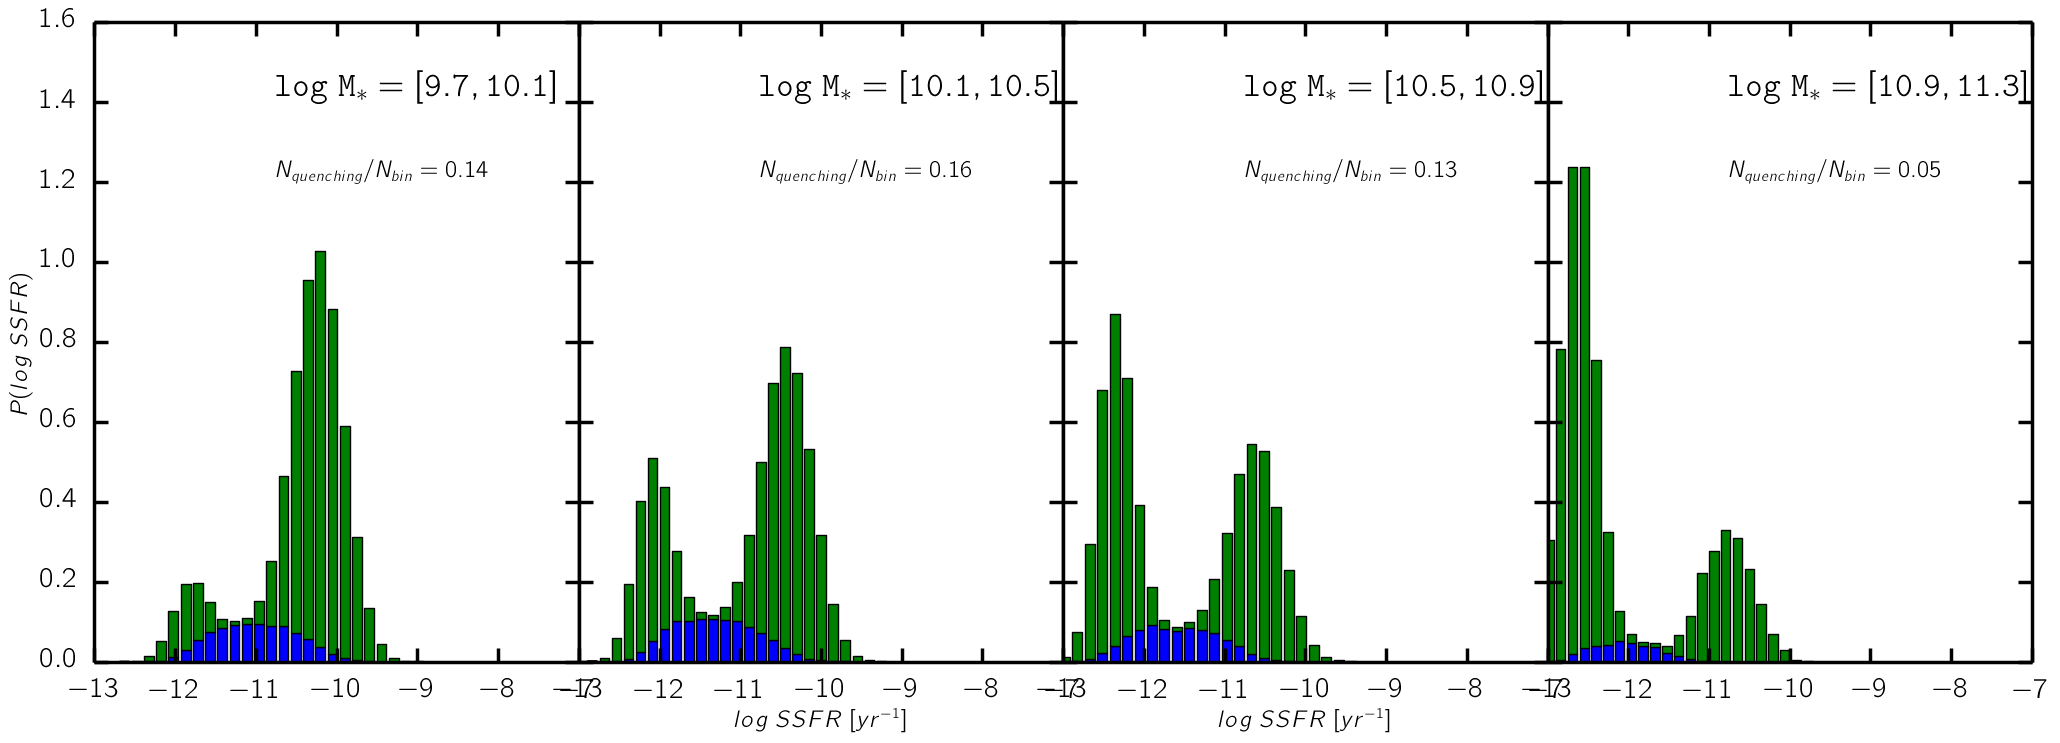 1.6
1.4
1.2
1.0
0.8
0.6
0.4
0.2
0.0
P(log SSFR)
log M* = [9.7, 10.1]
N_quenching/N_bin = 0.14
log M* = [10.1, 10.5]
N_quenching/N_bin = 0.16
log M* = [10.5, 10.9]
N_quenching/N_bin = 0.13
log M* = [10.9, 11.3]
N_quenching/N_bin = 0.05
−13 −12 −11 −10 −9 −8 −7
−13 −12 −11 −10 −9 −8 −7
−13 −12 −11 −10 −9 −8 −7
−13 −12 −11 −10 −9 −8 −7
log SSFR [yr⁻¹]
log SSFR [yr⁻¹]